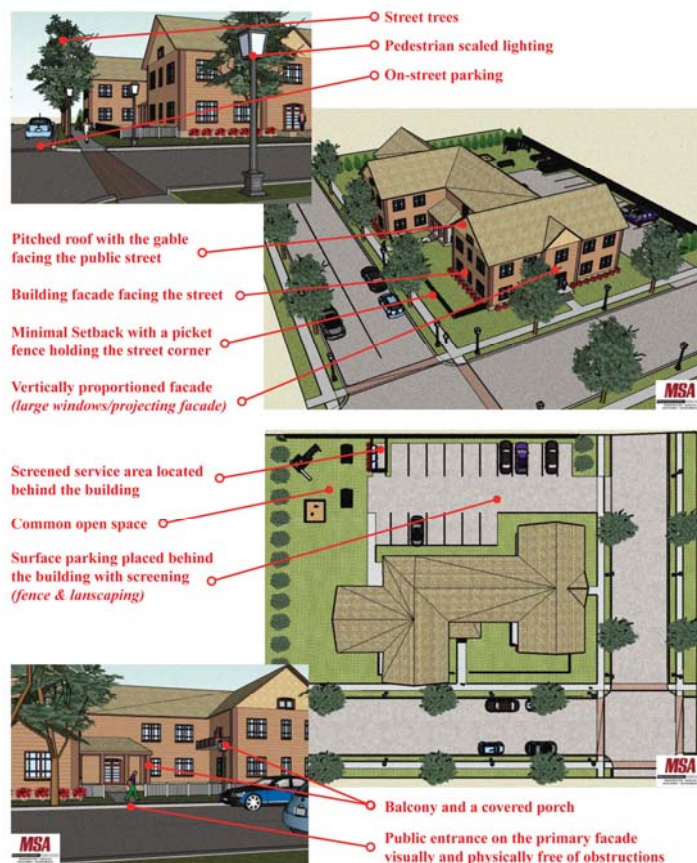 Street trees
Pedestrian scaled lighting
On-street parking
Pitched roof with the gable
facing the public street
Building facade facing the street
Minimal Setback with a picket
fence holding the street corner
Vertically proportioned facade
(large windows/projecting facade)
MSA
Screened service area located
behind the building
Common open space
Surface parking placed behind
the building with screening
(fence & lanscaping)
MSA
Balcony and a covered porch
MSA
Public entrance on the primary facade
visually and physically free of obstructions